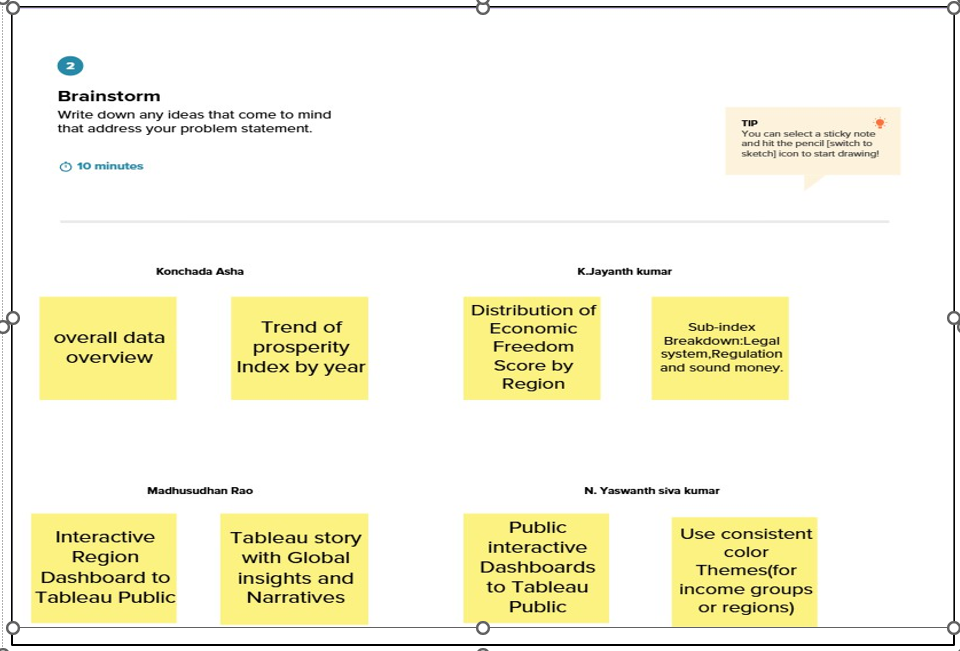 2
Brainstorm
Write down any ideas that come to mind
that address your problem statement.
10 minutes
TIP
You can select a sticky note
and hit the pencil [switch to
sketch] icon to start drawing!
Konchada Asha
overall data
overview
Trend of
prosperity
Index by year
K.Jayanth kumar
Distribution of
Economic
Freedom
Score by
Region
Sub-index
Breakdown:Legal
system,Regulation
and sound money.
Madhusudhan Rao
Interactive
Region
Dashboard to
Tableau Public
Tableau story
with Global
insights and
Narratives
N. Yaswanth siva kumar
Public
interactive
Dashboards
to Tableau
Public
Use consistent
color
Themes(for
income groups
or regions)